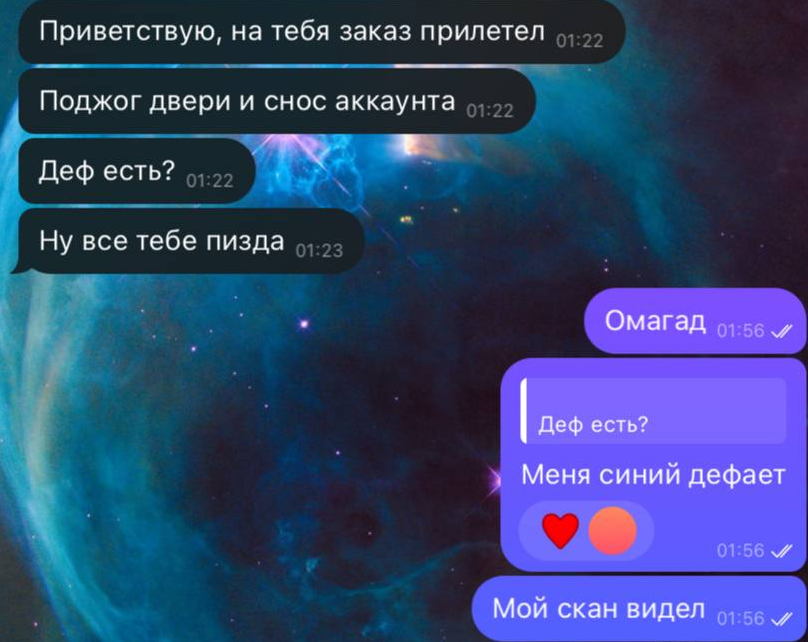 Приветствую, на тебя заказ прилетел 01:22
Поджог двери и снос аккаунта 01:22
Деф есть? 01:22
Ну все тебе пизда 01:23
Омагад 01:56
Деф есть?
Меня синий дефает
01:56
Мой скан видел 01:56